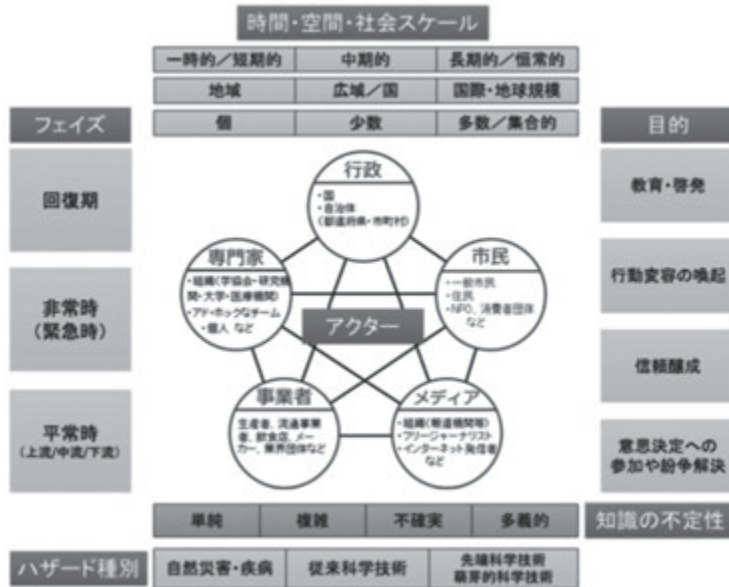 時間・空間・社会スケール
一時的／短期的 中期的 長期的／恒常的
地域 広域／国 国際・地球規模
個 少数 多数／集合的
フェイズ
回復期
非常時
（緊急時）
平常時
（上流/中流/下流）
目的
教育・啓発
行動変容の喚起
信頼醸成
意思決定への
参加や紛争解決
行政
・国
・自治体
（都道府県・市町村）
専門家
・組織（学協会・研究機
関・大学・医療機関）
・アド・ホックなチーム
・個人 など
市民
・一般市民
・住民
・NPO、消費者団体
など
アクター
事業者
生産者、流通事業
者、飲食店、メー
カー、業界団体など
メディア
・組織（報道機関等）
・フリージャーナリスト
・インターネット発信者
など
単純 複雑 不確実 多義的
知識の不定性
ハザード種別
自然災害・疾病 従来科学技術 先端科学技術
萌芽的科学技術